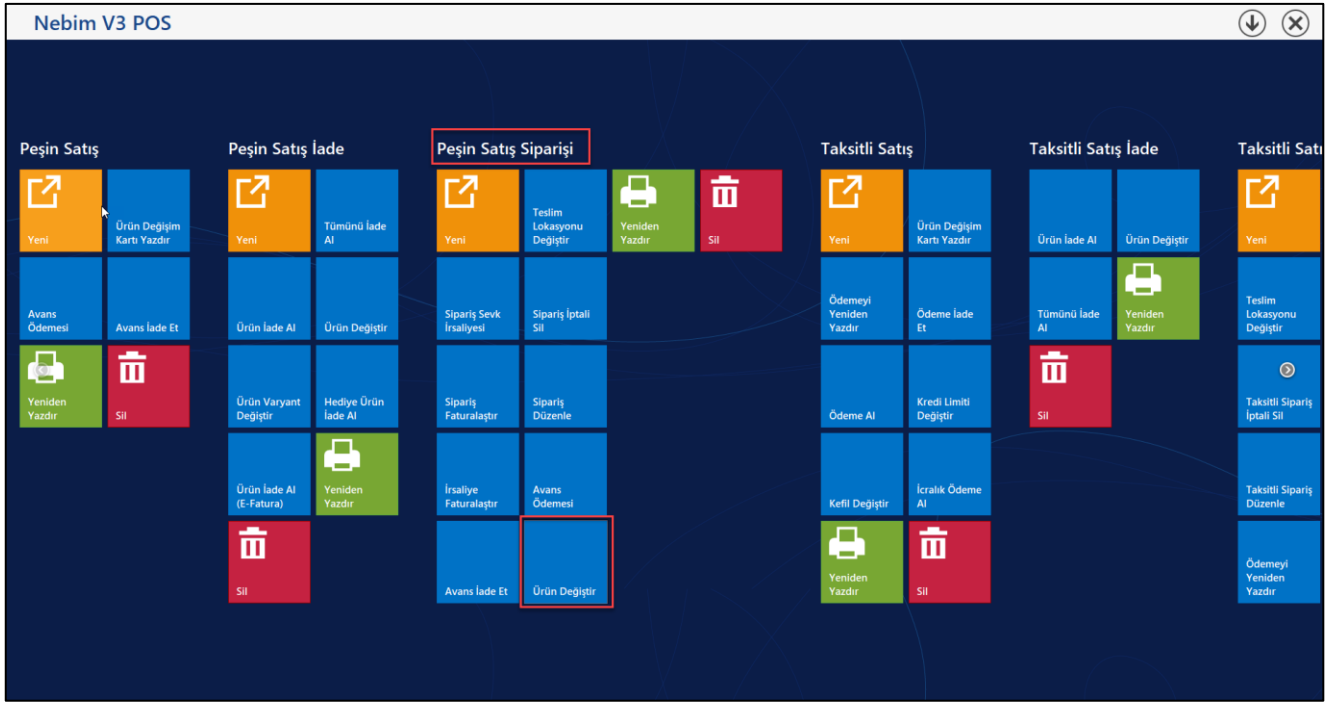 Nebim V3 POS
Peşin Satış
Yeni
Ürün Değişim
Kartı Yazdır
Avans
Ödemesi
Avans İade Et
Yeniden
Yazdır
Sil
Peşin Satış İade
Yeni
Tümünü İade
Al
Ürün İade Al
Ürün Değiştir
Ürün Varyant
Değiştir
Hediye Ürün
İade Al
Ürün İade Al
(E-Fatura)
Yeniden
Yazdır
Sil
Peşin Satış Siparişi
Yeni
Teslim
Lokasyonu
Değiştir
Yeniden
Yazdır
Sil
Sipariş Sevk
İrsaliyesi
Sipariş İptali
Sil
Sipariş
Faturalaştır
Sipariş
Düzenle
İrsaliye
Faturalaştır
Avans
Ödemesi
Avans İade Et
Ürün Değiştir
Taksitli Satış
Yeni
Ürün Değişim
Kartı Yazdır
Ödemeyi
Yeniden
Yazdır
Ödeme İade
Et
Ödeme Al
Kredi Limiti
Değiştir
Kefil Değiştir
İcralık Ödeme
Al
Yeniden
Yazdır
Sil
Taksitli Satış İade
Ürün İade Al
Ürün Değiştir
Tümünü İade
Al
Yeniden
Yazdır
Sil
Taksitli Satı
Yeni
Teslim
Lokasyonu
Değiştir
Taksitli Sipariş
İptali Sil
Taksitli Sipariş
Düzenle
Ödemeyi
Yeniden
Yazdır